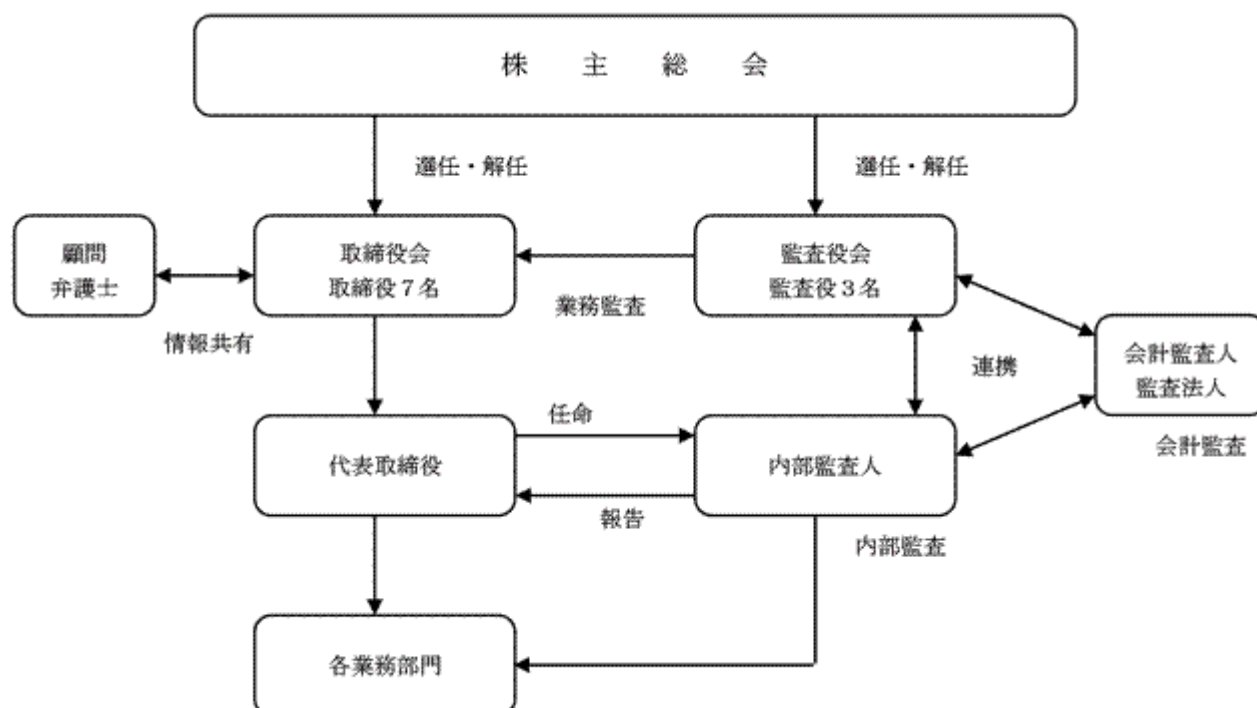 株主総会
選任・解任
選任・解任
顧問
弁護士
取締役会
取締役7名
監査役会
監査役3名
業務監査
情報共有
連携
会計監査人
監査法人
会計監査
任命
代表取締役
内部監査人
報告
内部監査
各業務部門